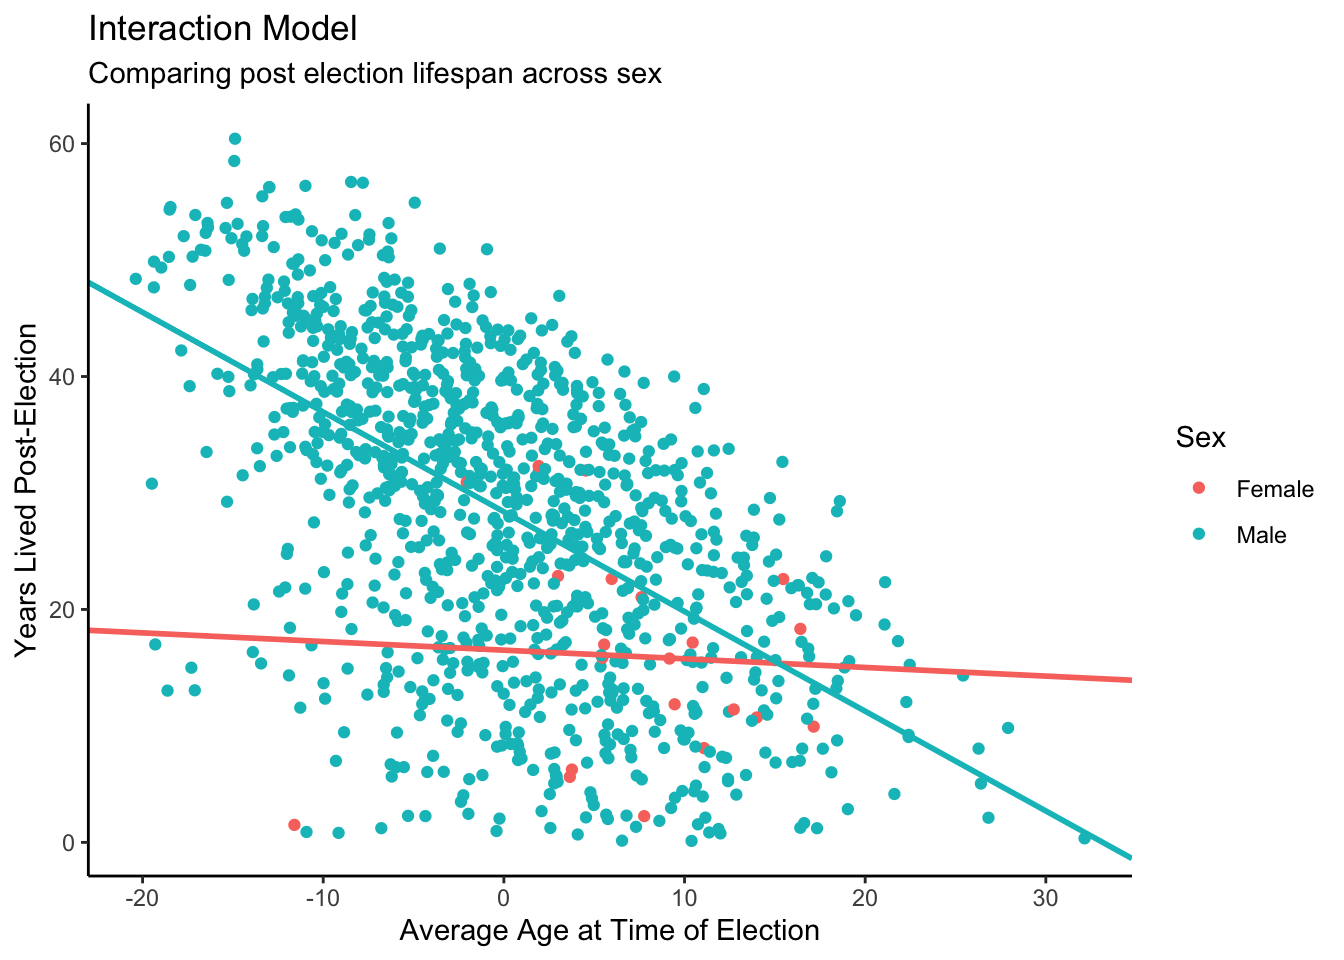 Interaction Model
Comparing post election lifespan across sex
60
40
20
0
Years Lived Post-Election
-20 -10 0 10 20 30
Average Age at Time of Election
Sex
Female
Male